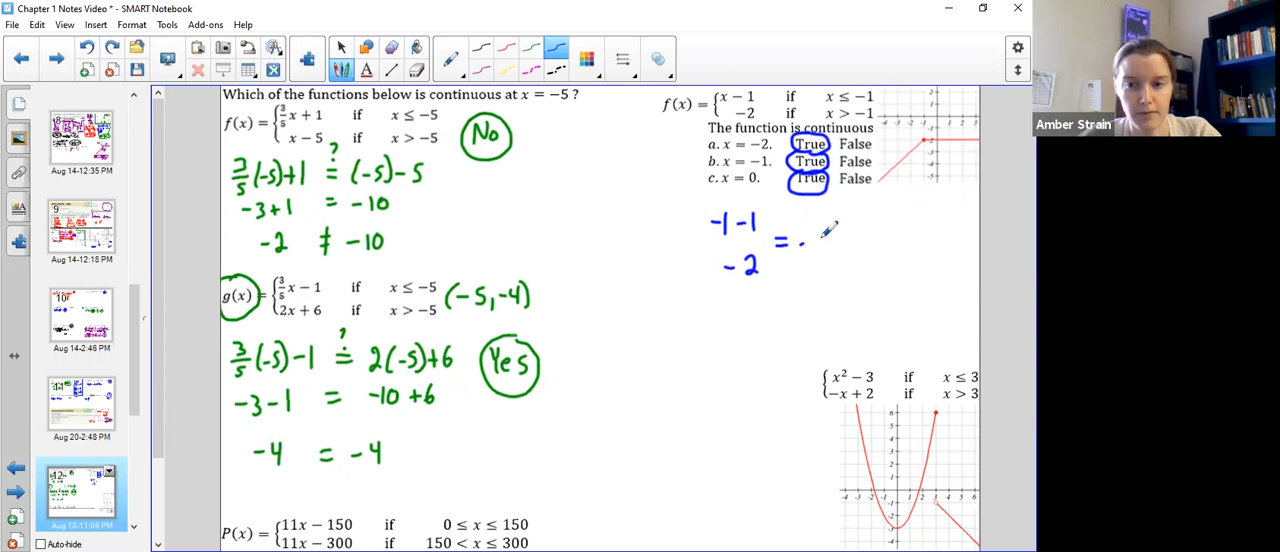 Chapter 1 Notes Video * - SMART Notebook
File Edit View Insert Format Tools Add-ons Help
Amber Strain
Aug 14-12:35 PM
9
Aug 14-12:18 PM
10
Aug 14-2:46 PM
Aug 20-2:48 PM
12
Aug 18-11:06 PM
Auto-hide
Which of the functions below is continuous at x = −5 ?
f(x) = { 3/5 x + 1 if x ≤ −5
x − 5 if x > −5
No
3/5 (-5) + 1 ≟ (-5) - 5
-3+1 = -10
-2 ≠ -10
g(x) = { 3/5 x − 1 if x ≤ −5
2x + 6 if x > −5
(-5, -4)
3/5 (-5) - 1 ≟ 2(-5)+6
Yes
-3-1 = -10 +6
-4 = -4
P(x) = { 11x − 150 if 0 ≤ x ≤ 150
11x − 300 if 150 < x ≤ 300
f(x) = { x − 1 if x ≤ −1
−2 if x > −1
The function is continuous
a. x = −2. True False
b. x = −1. True False
c. x = 0. True False
-1 -1
=
-2
{ x² − 3 if x ≤ 3
−x + 2 if x > 3